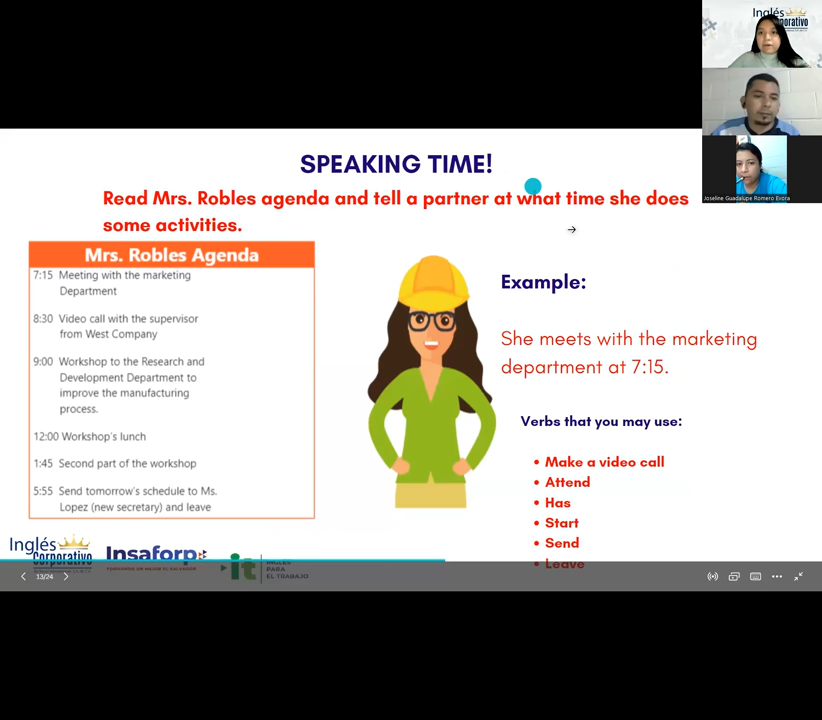 Inglés
Corporativo
SPEAKING TIME!
Read Mrs. Robles agenda and tell a partner at what time she does
some activities.
Joseline Guadalupe Romero Elvora
Mrs. Robles Agenda
7:15 Meeting with the marketing
Department
8:30 Video call with the supervisor
from West Company
9:00 Workshop to the Research and
Development Department to
improve the manufacturing
process.
12:00 Workshop's lunch
1:45 Second part of the workshop
5:55 Send tomorrow's schedule to Ms.
Lopez (new secretary) and leave
Example:
She meets with the marketing
department at 7:15.
Verbs that you may use:
• Make a video call
• Attend
• Has
• Start
• Send
• Leave
Inglés
Corporativo
Insaforp
it
INGLÉS
PARA
EL TRABAJO
13/24